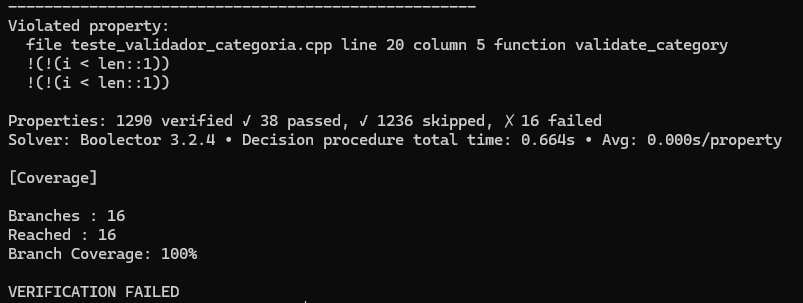 ----------------------------------------------------
Violated property:
  file teste_validador_categoria.cpp line 20 column 5 function validate_category
  !(!(i < len::1))
  !(!(i < len::1))

Properties: 1290 verified √ 38 passed, √ 1236 skipped, ✗ 16 failed
Solver: Boolector 3.2.4 • Decision procedure total time: 0.664s • Avg: 0.000s/property

[Coverage]

Branches : 16
Reached : 16
Branch Coverage: 100%

VERIFICATION FAILED